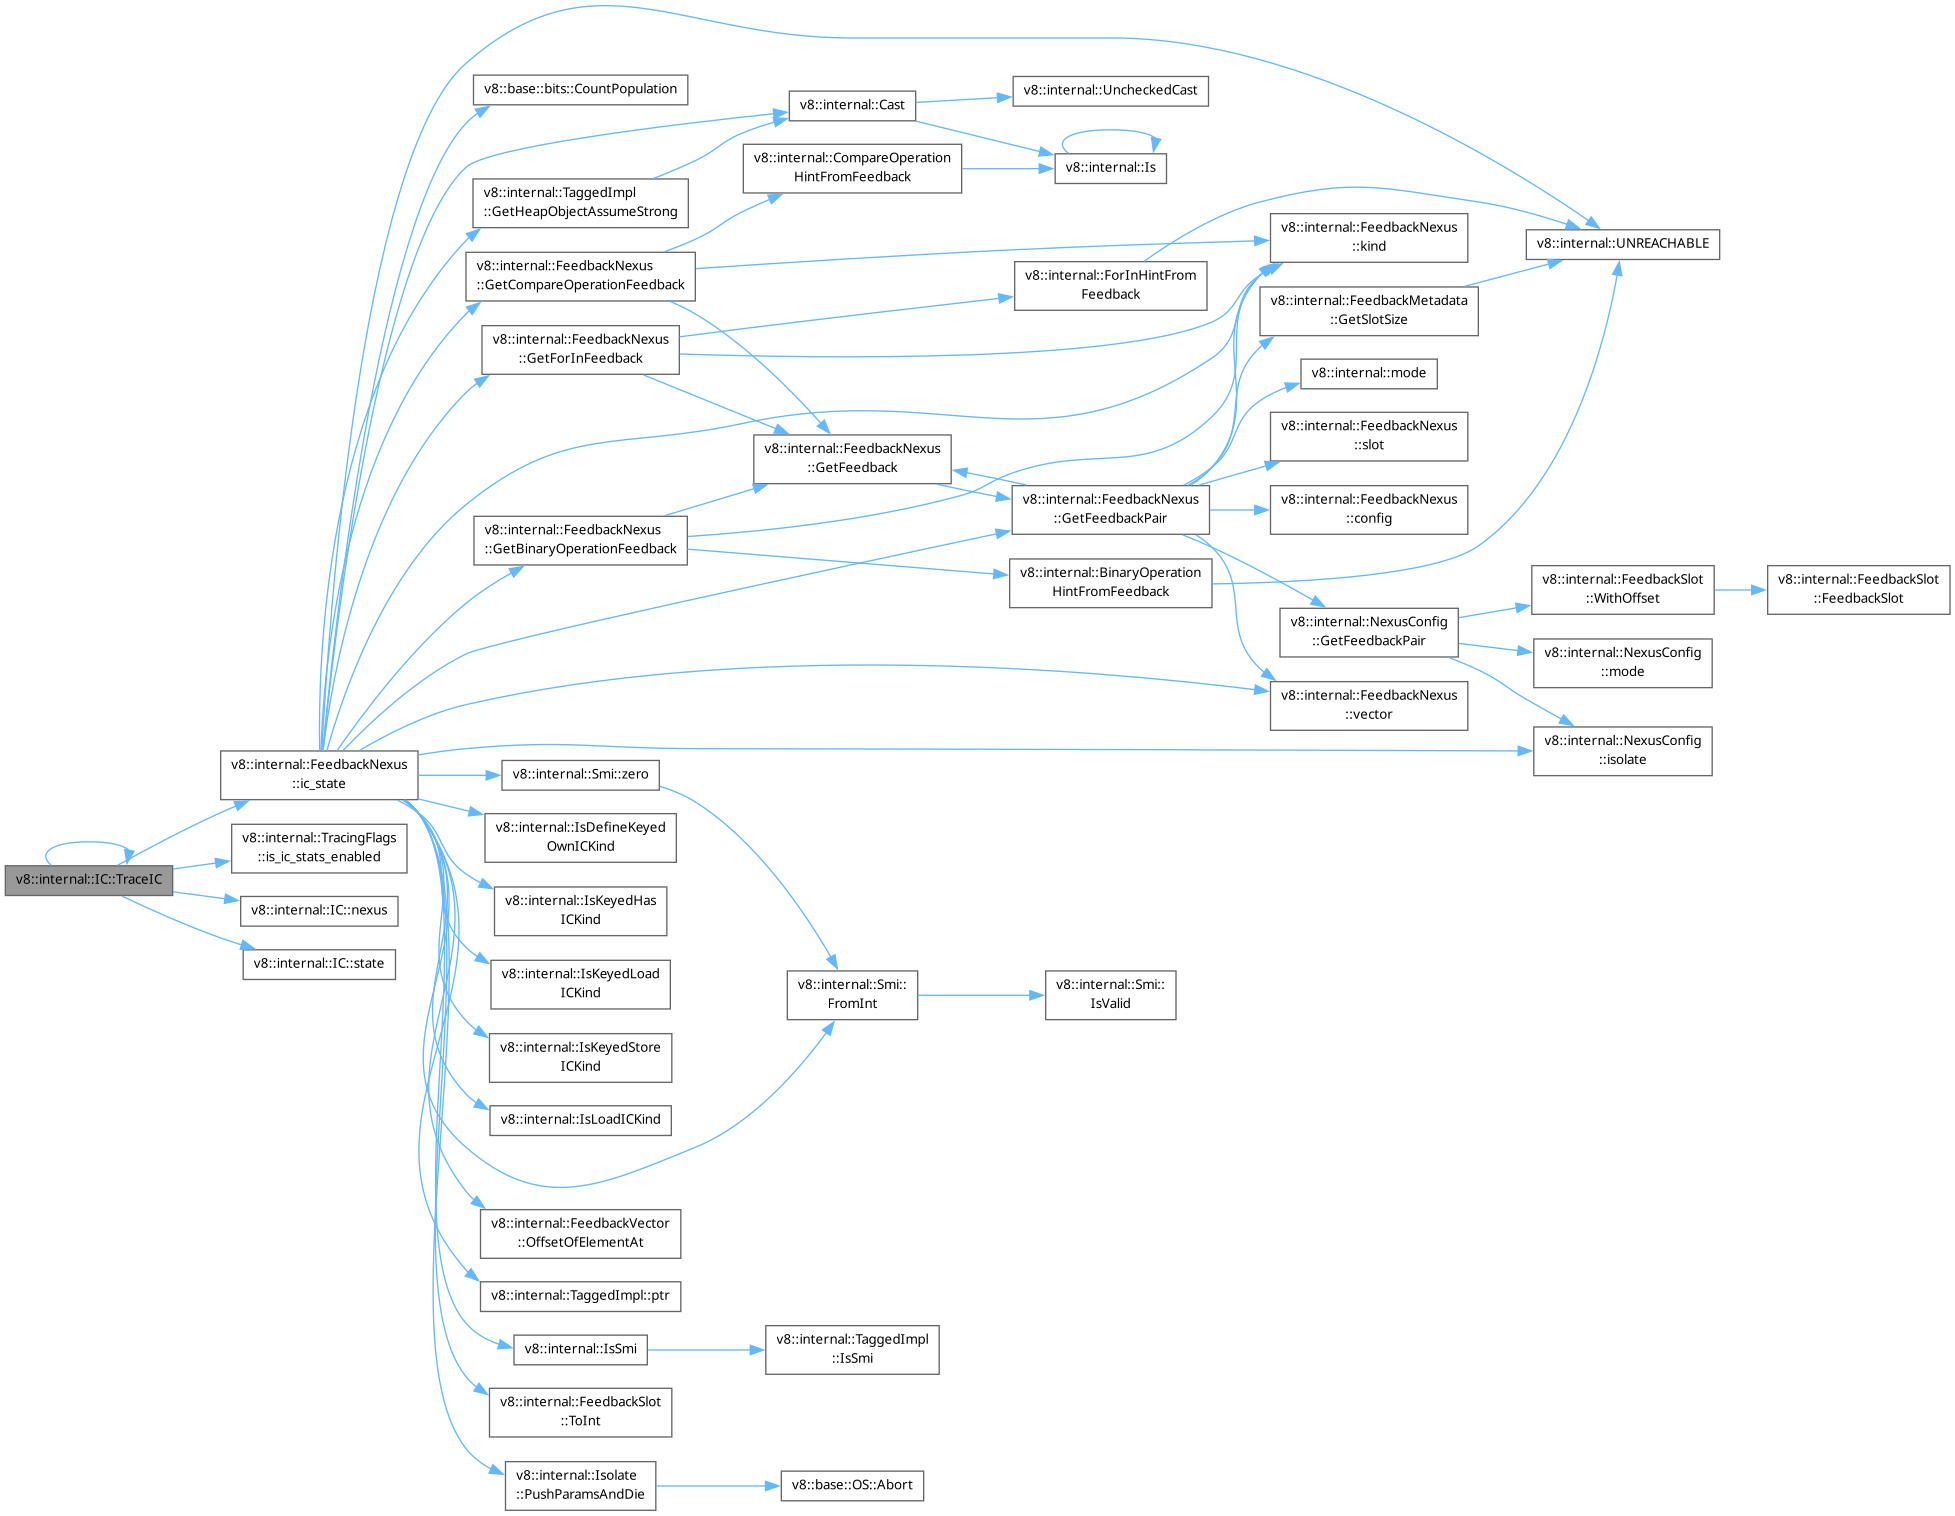 v8::internal::IC::TraceIC
v8::internal::FeedbackNexus
::ic_state
v8::internal::TracingFlags
::is_ic_stats_enabled
v8::internal::IC::nexus
v8::internal::IC::state
v8::base::bits::CountPopulation
v8::internal::TaggedImpl
::GetHeapObjectAssumeStrong
v8::internal::FeedbackNexus
::GetCompareOperationFeedback
v8::internal::FeedbackNexus
::GetForInFeedback
v8::internal::FeedbackNexus
::GetBinaryOperationFeedback
v8::internal::Smi::zero
v8::internal::IsDefineKeyed
OwnICKind
v8::internal::IsKeyedHas
ICKind
v8::internal::IsKeyedLoad
ICKind
v8::internal::IsKeyedStore
ICKind
v8::internal::IsLoadICKind
v8::internal::FeedbackVector
::OffsetOfElementAt
v8::internal::TaggedImpl::ptr
v8::internal::IsSmi
v8::internal::FeedbackSlot
::ToInt
v8::internal::Isolate
::PushParamsAndDie
v8::internal::Cast
v8::internal::CompareOperation
HintFromFeedback
v8::internal::FeedbackNexus
::GetFeedback
v8::internal::Smi::
FromInt
v8::internal::TaggedImpl
::IsSmi
v8::base::OS::Abort
v8::internal::UncheckedCast
v8::internal::Is
v8::internal::ForInHintFrom
Feedback
v8::internal::FeedbackNexus
::GetFeedbackPair
v8::internal::BinaryOperation
HintFromFeedback
v8::internal::Smi::
IsValid
v8::internal::FeedbackNexus
::kind
v8::internal::FeedbackMetadata
::GetSlotSize
v8::internal::mode
v8::internal::FeedbackNexus
::slot
v8::internal::FeedbackNexus
::config
v8::internal::NexusConfig
::GetFeedbackPair
v8::internal::FeedbackNexus
::vector
v8::internal::UNREACHABLE
v8::internal::FeedbackSlot
::WithOffset
v8::internal::NexusConfig
::mode
v8::internal::NexusConfig
::isolate
v8::internal::FeedbackSlot
::FeedbackSlot